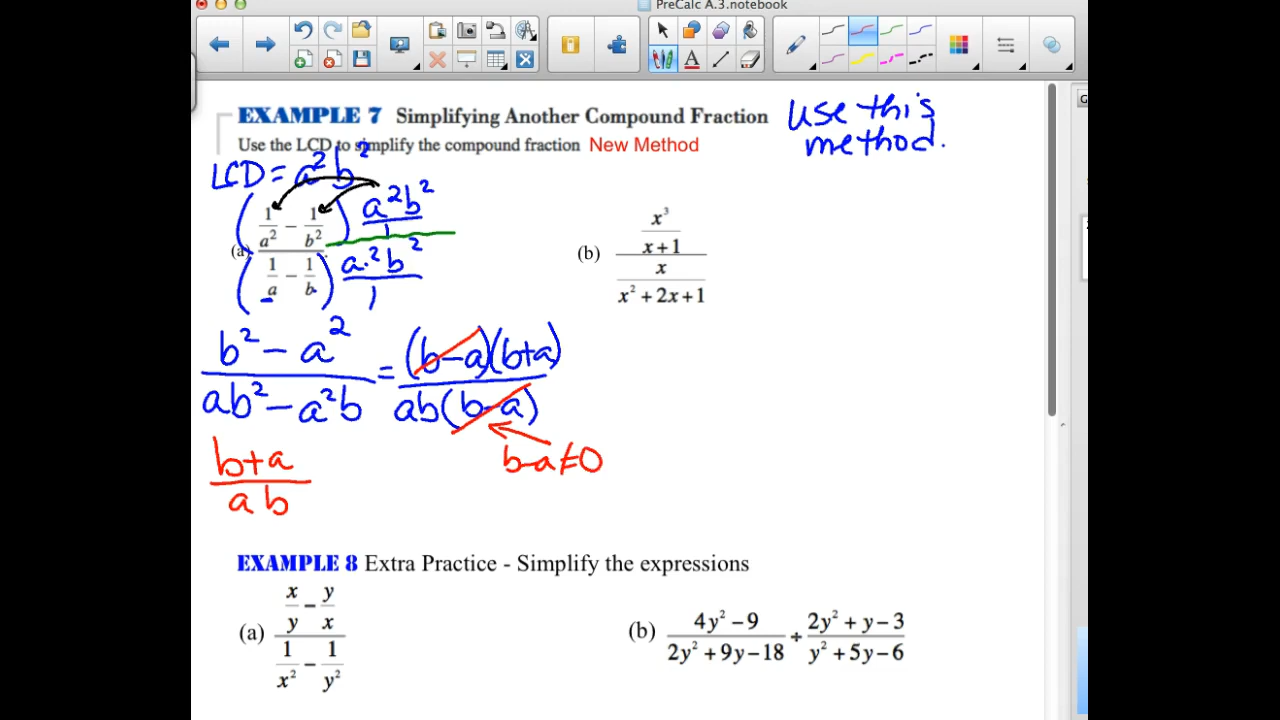 PreCalc A.3.notebook
EXAMPLE 7 Simplifying Another Compound Fraction
Use this
method.
Use the LCD to simplify the compound fraction New Method
LCD = a²b²
(a) ((1/a² − 1/b²) a²b²/1) / ((1/a − 1/b) a·²b²/1)
(b) (x³/(x+1)) / (x/(x² + 2x + 1))
(b² − a²)/(ab² − a²b) = ((b−a)(b+a))/(ab(b−a))
b-a≠0
(b+a)/(ab)
EXAMPLE 8 Extra Practice - Simplify the expressions
(a) (x/y − y/x) / (1/x² − 1/y²)
(b) (4y² − 9)/(2y² + 9y − 18) ÷ (2y² + y − 3)/(y² + 5y − 6)